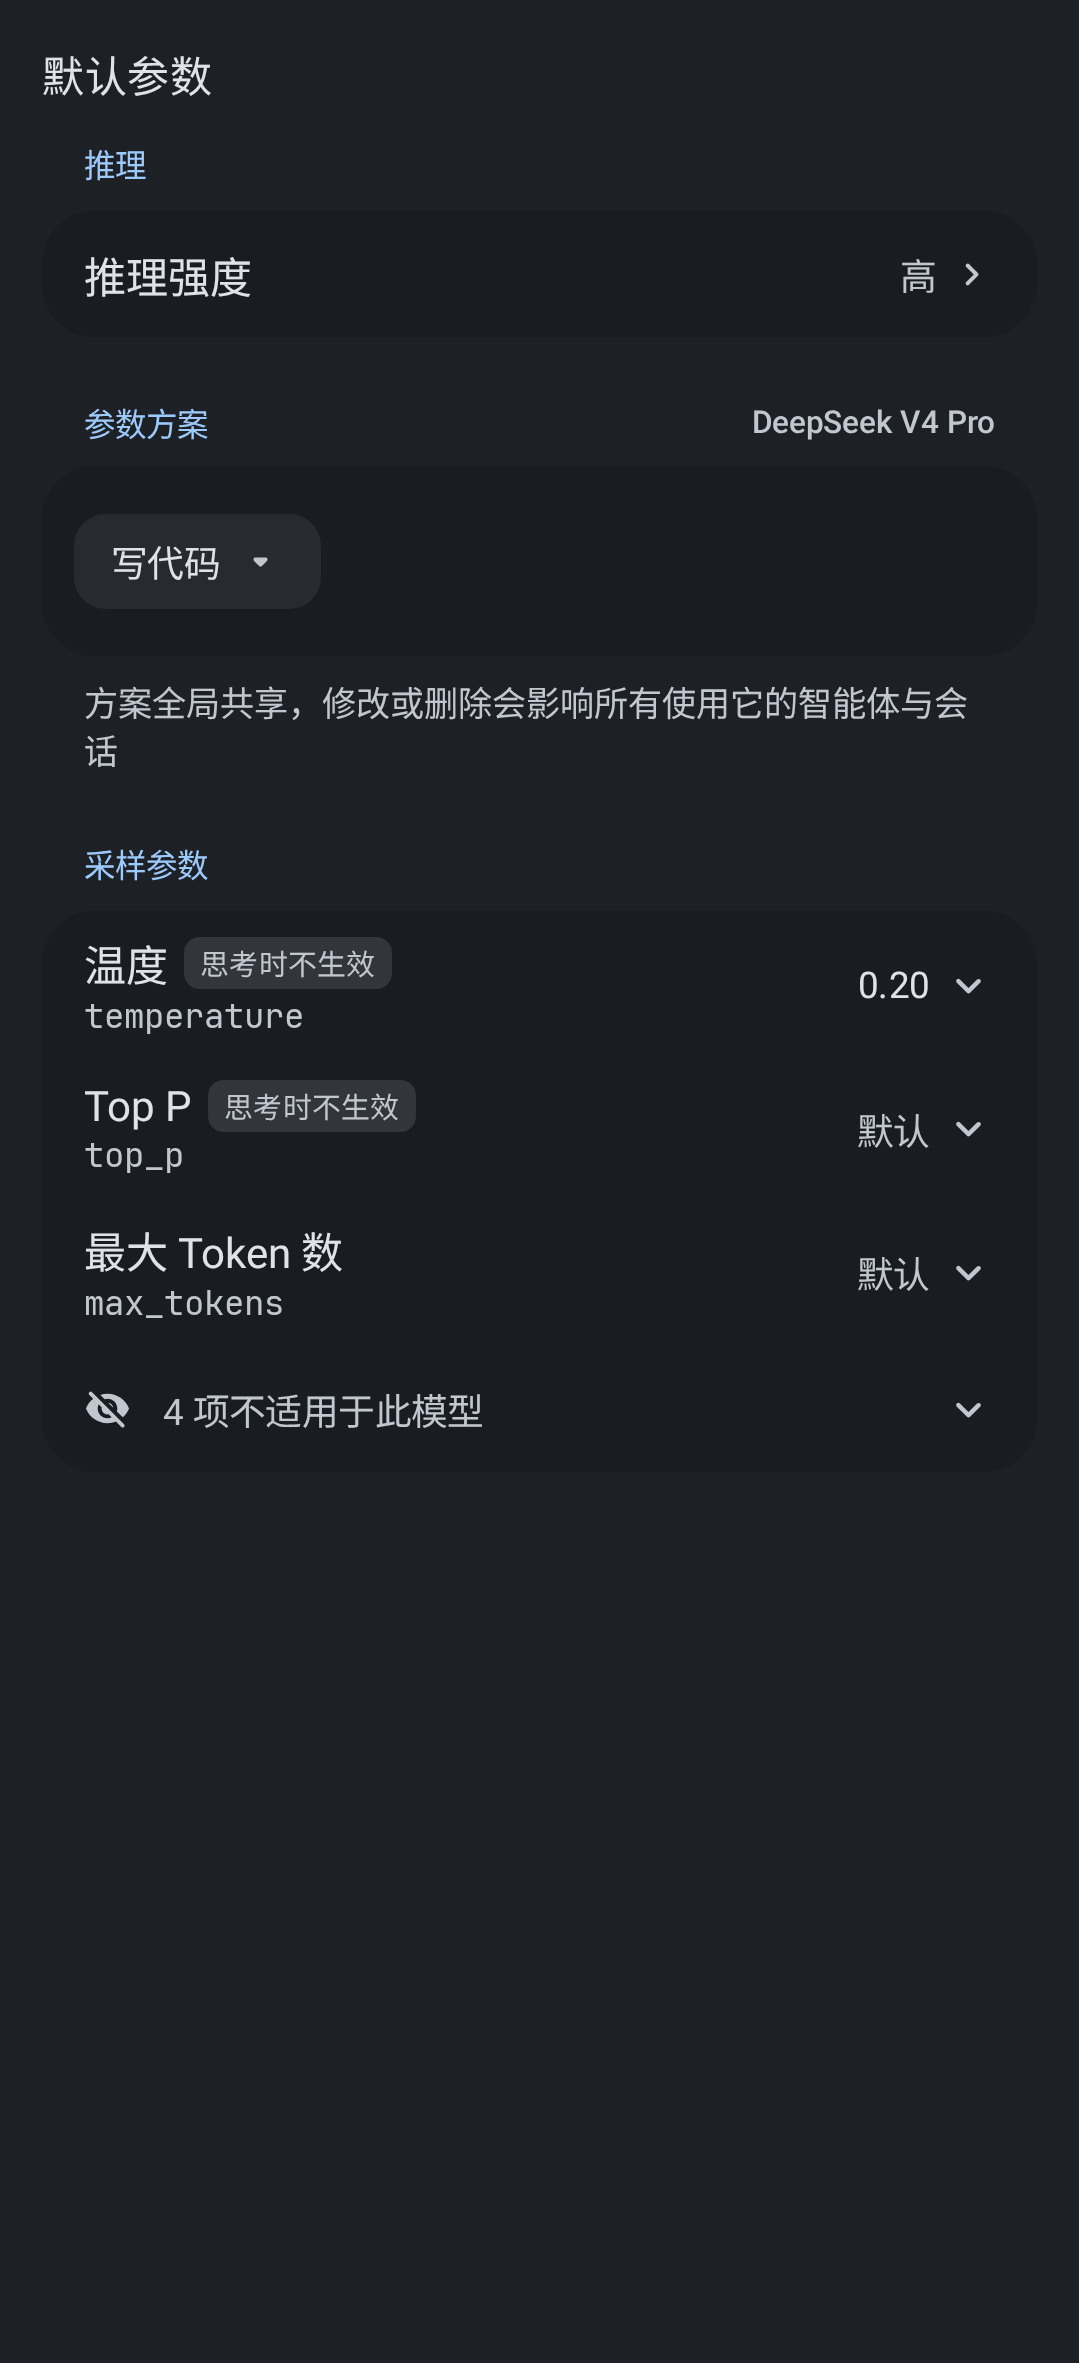 默认参数
推理
推理强度 高
参数方案 DeepSeek V4 Pro
写代码
方案全局共享，修改或删除会影响所有使用它的智能体与会
话
采样参数
温度 思考时不生效
temperature
0.20
Top P 思考时不生效
top_p
默认
最大 Token 数
max_tokens
默认
4 项不适用于此模型